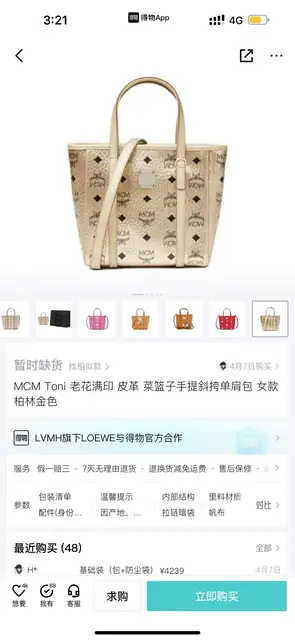 3:21
得物App
4G
MCM
暂时缺货 找相似款 >
4月7日购买 >
MCM Toni 老花满印 皮革 菜篮子手提斜挎单肩包 女款
柏林金色
得物 LVMH旗下LOEWE与得物官方合作
服务 假一赔三 · 7天无理由退货 · 退换货减免运费 · 售后保修 ·
参数 包装清单 温馨提示 内部结构 里料材质 对比 >
配件(身份... 因产地、... 拉链暗袋 帆布
最近购买 (48) 全部 >
H* 基础装（包+防尘袋）¥4239 4月7日
4k 46
想要 我有 客服 求购 立即购买